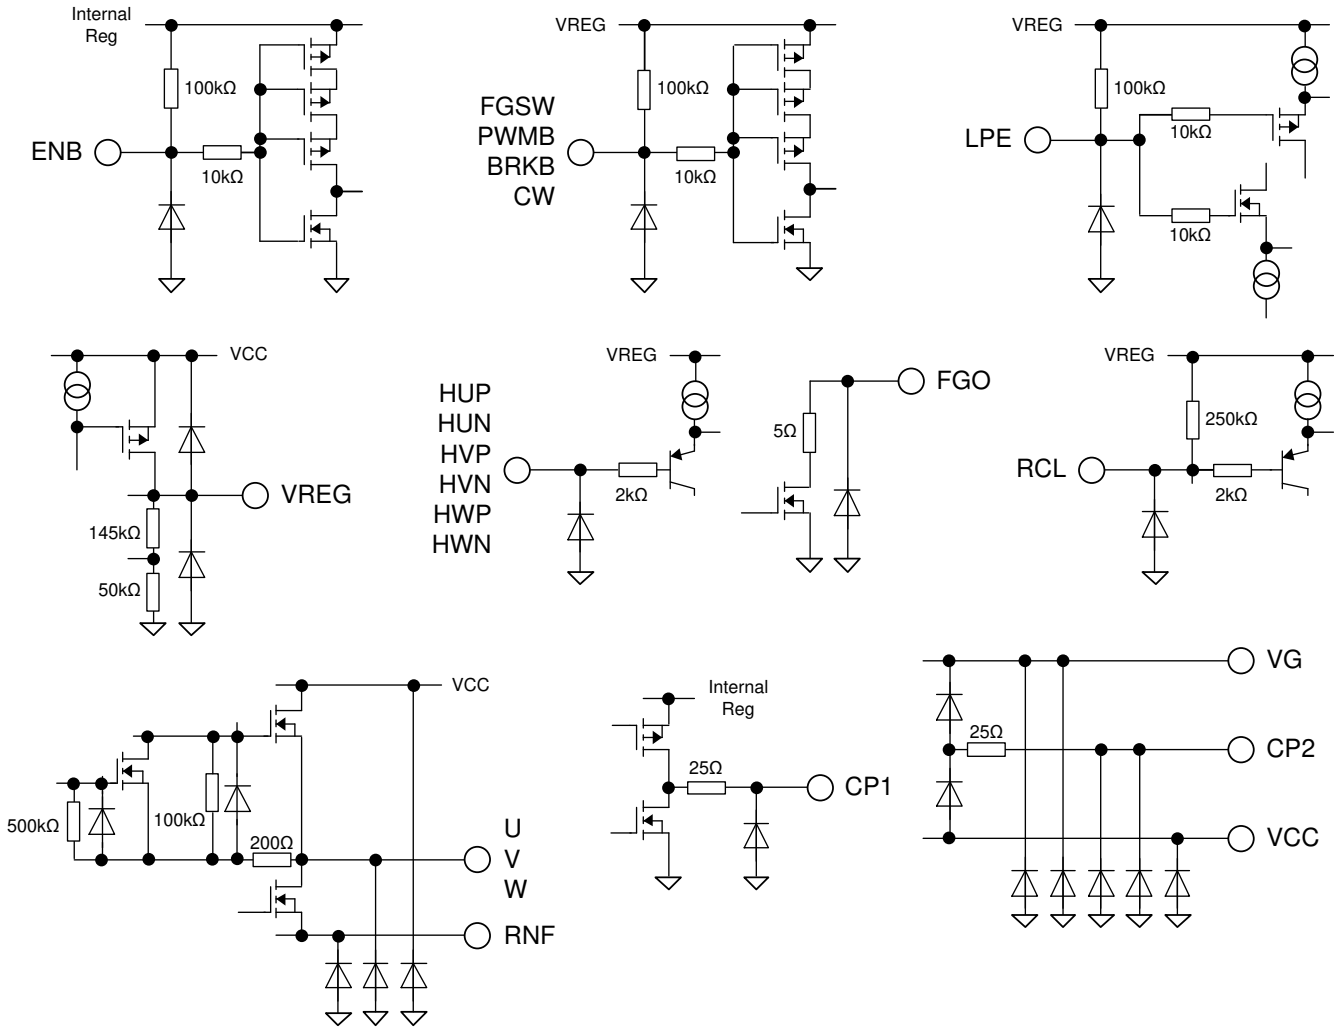 Internal
Reg
100kΩ
ENB
10kΩ
VREG
100kΩ
FGSW
PWMB
BRKB
CW
10kΩ
VREG
100kΩ
LPE
10kΩ
10kΩ
VCC
VREG
145kΩ
50kΩ
VREG
HUP
HUN
HVP
HVN
HWP
HWN
2kΩ
FGO
5Ω
VREG
250kΩ
RCL
2kΩ
VCC
500kΩ
100kΩ
200Ω
U
V
W
RNF
Internal
Reg
25Ω
CP1
VG
25Ω
CP2
VCC